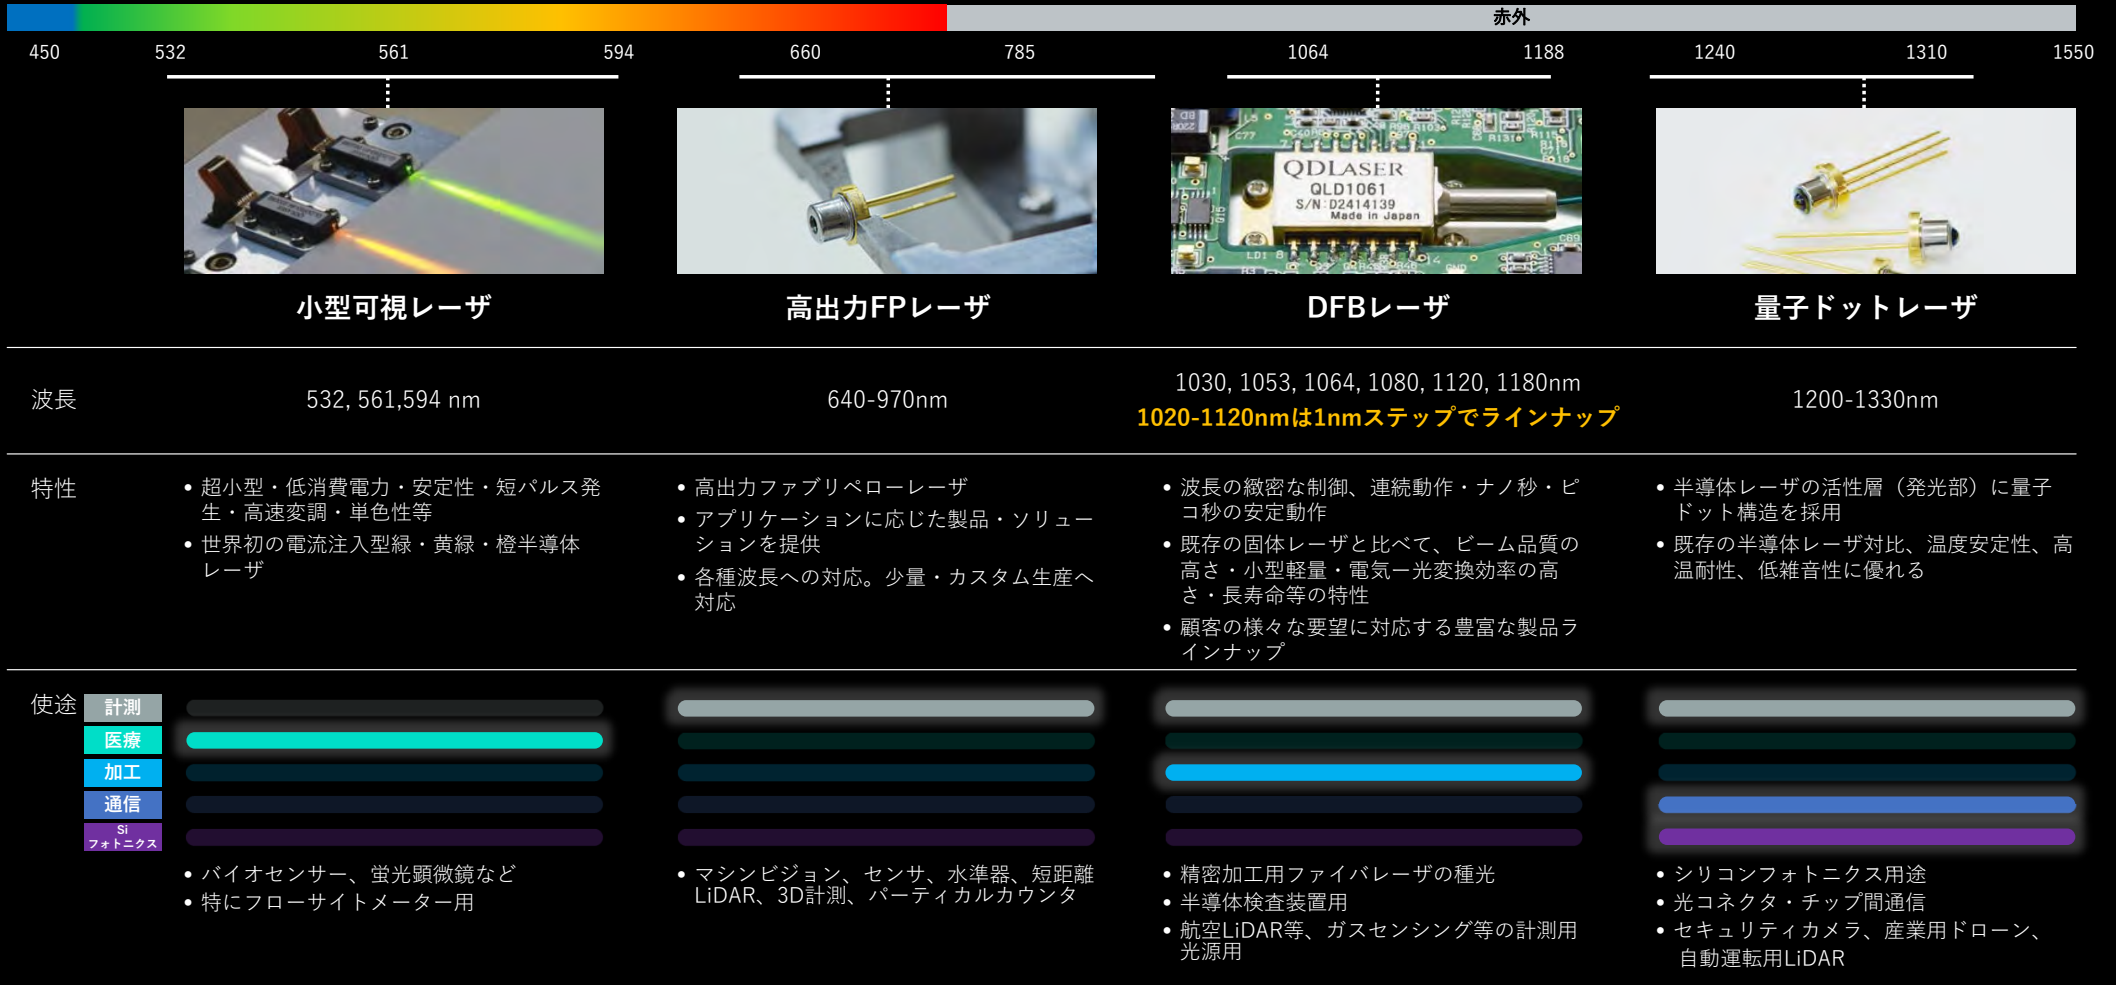 赤外
450 532 561 594 660 785 1064 1188 1240 1310 1550
QDLASER
QLD1061
S/N:D2414139
Made in Japan
小型可視レーザ
高出力FPレーザ
DFBレーザ
量子ドットレーザ
波長
532, 561,594 nm
640-970nm
1030, 1053, 1064, 1080, 1120, 1180nm
1020-1120nmは1nmステップでラインナップ
1200-1330nm
特性
• 超小型・低消費電力・安定性・短パルス発
生・高速変調・単色性等
• 世界初の電流注入型緑・黄緑・橙半導体
レーザ
• 高出力ファブリペローレーザ
• アプリケーションに応じた製品・ソリュー
ションを提供
• 各種波長への対応。少量・カスタム生産へ
対応
• 波長の緻密な制御、連続動作・ナノ秒・ピ
コ秒の安定動作
• 既存の固体レーザと比べて、ビーム品質の
高さ・小型軽量・電気ー光変換効率の高
さ・長寿命等の特性
• 顧客の様々な要望に対応する豊富な製品ラ
インナップ
• 半導体レーザの活性層（発光部）に量子
ドット構造を採用
• 既存の半導体レーザ対比、温度安定性、高
温耐性、低雑音性に優れる
使途
計測
医療
加工
通信
Si
フォトニクス
• バイオセンサー、蛍光顕微鏡など
• 特にフローサイトメーター用
• マシンビジョン、センサ、水準器、短距離
LiDAR、3D計測、パーティカルカウンタ
• 精密加工用ファイバレーザの種光
• 半導体検査装置用
• 航空LiDAR等、ガスセンシング等の計測用
光源用
• シリコンフォトニクス用途
• 光コネクタ・チップ間通信
• セキュリティカメラ、産業用ドローン、
自動運転用LiDAR